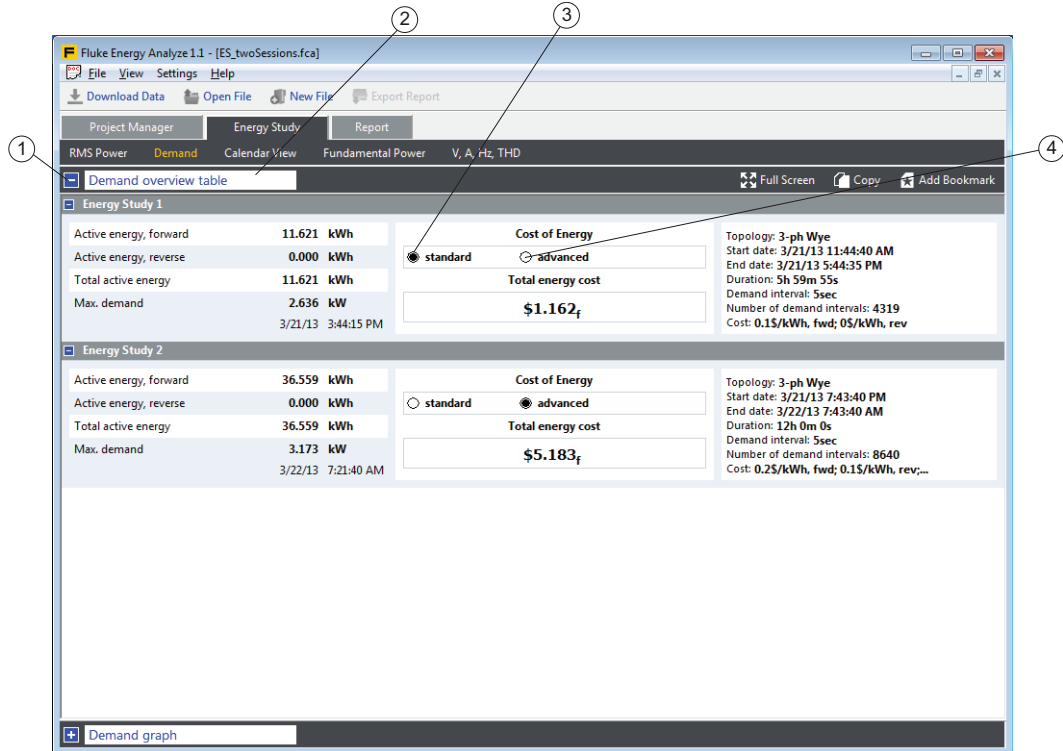 2
3
Fluke Energy Analyze 1.1 - [ES_twoSessions.fca]
File View Settings Help
Download Data Open File New File Export Report
Project Manager Energy Study Report
1
4
RMS Power Demand Calendar View Fundamental Power V, A, Hz, THD
Demand overview table Full Screen Copy Add Bookmark
Energy Study 1
Active energy, forward 11.621 kWh
Active energy, reverse 0.000 kWh
Total active energy 11.621 kWh
Max. demand 2.636 kW
3/21/13 3:44:15 PM
Cost of Energy
standard advanced
Total energy cost
$1.162f
Topology: 3-ph Wye
Start date: 3/21/13 11:44:40 AM
End date: 3/21/13 5:44:35 PM
Duration: 5h 59m 55s
Demand interval: 5sec
Number of demand intervals: 4319
Cost: 0.1$/kWh, fwd; 0$/kWh, rev
Energy Study 2
Active energy, forward 36.559 kWh
Active energy, reverse 0.000 kWh
Total active energy 36.559 kWh
Max. demand 3.173 kW
3/22/13 7:21:40 AM
Cost of Energy
standard advanced
Total energy cost
$5.183f
Topology: 3-ph Wye
Start date: 3/21/13 7:43:40 PM
End date: 3/22/13 7:43:40 AM
Duration: 12h 0m 0s
Demand interval: 5sec
Number of demand intervals: 8640
Cost: 0.2$/kWh, fwd; 0.1$/kWh, rev;...
Demand graph